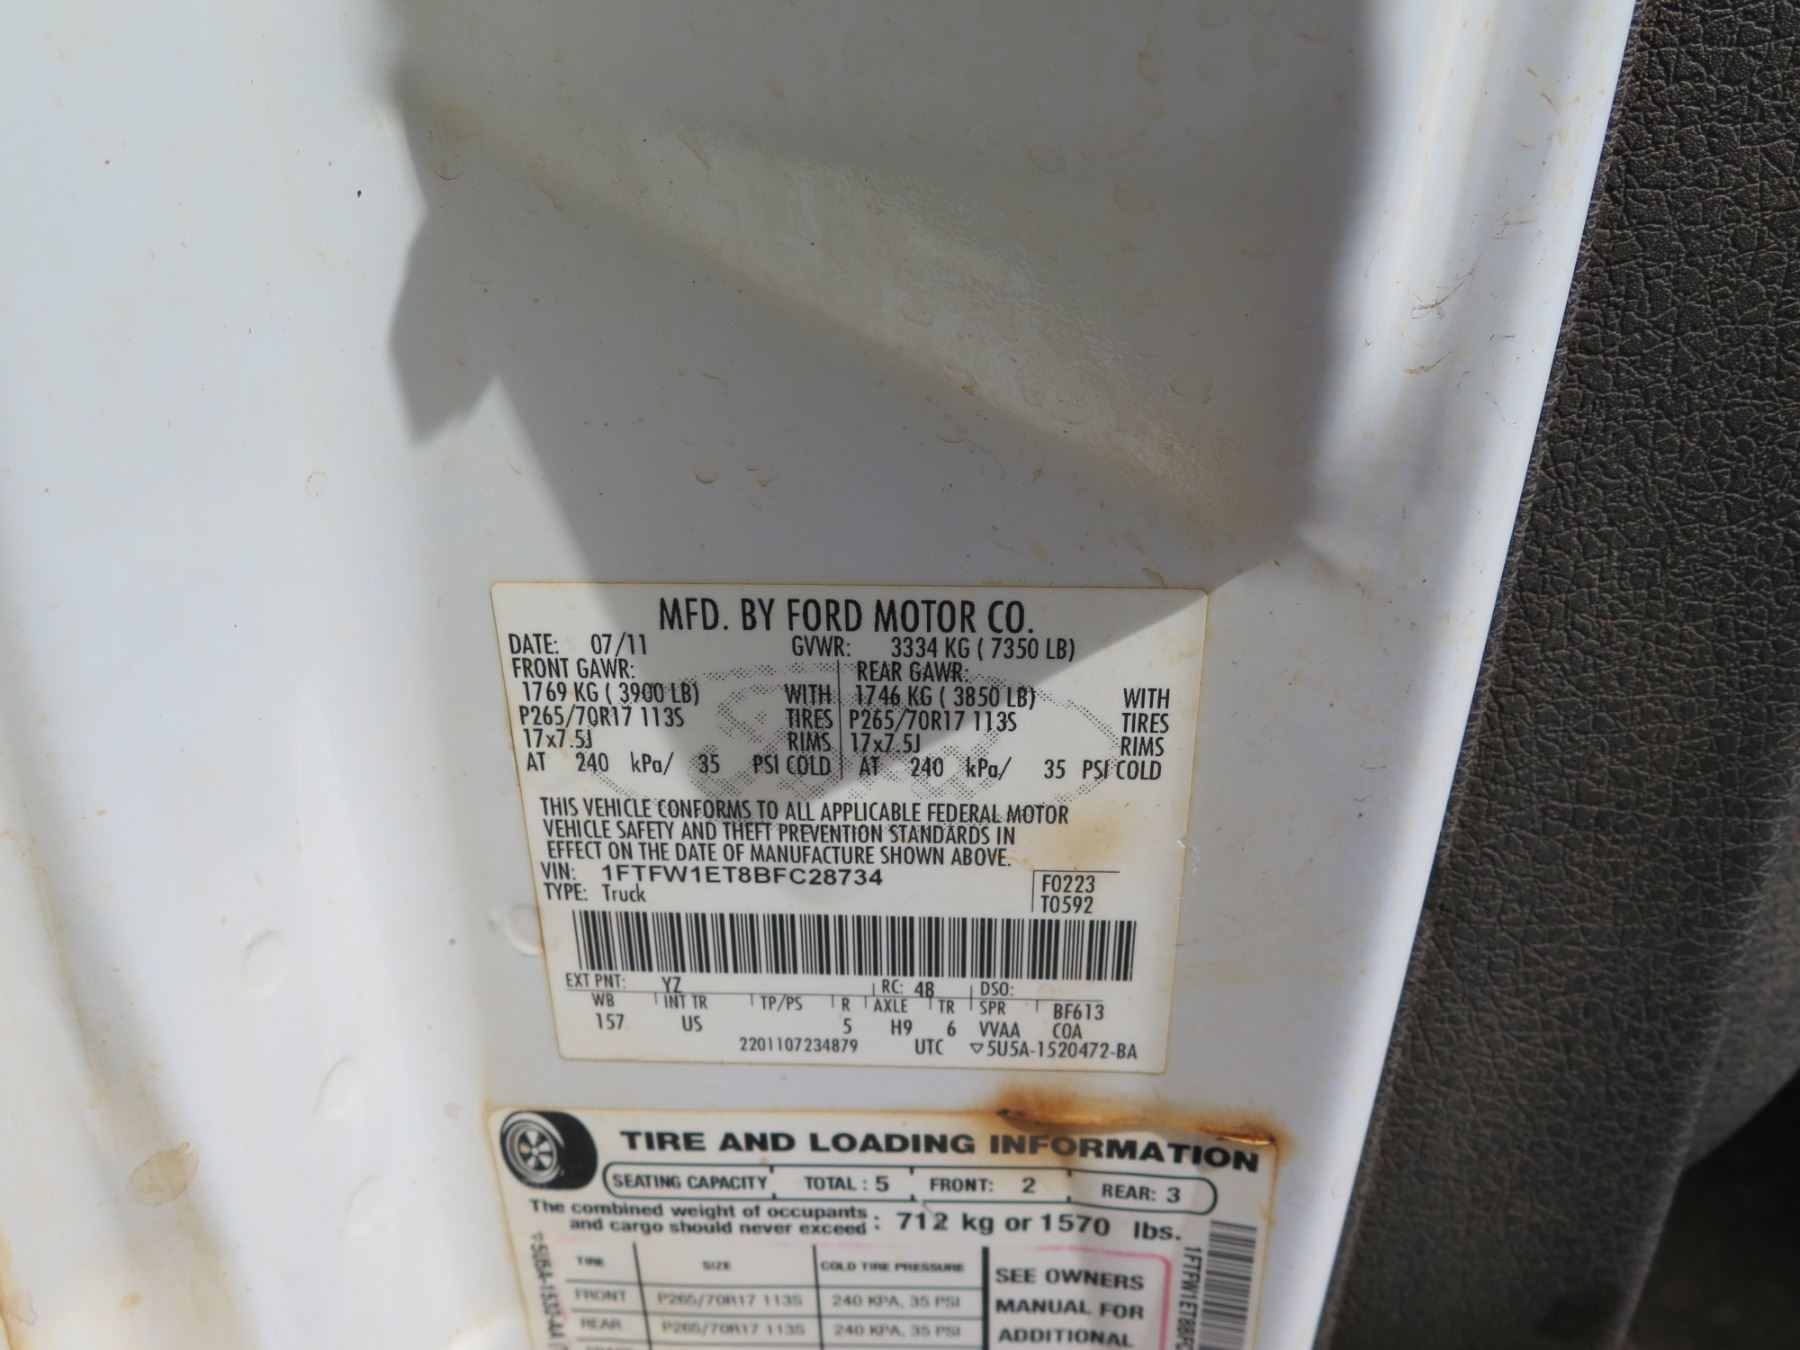 MFD. BY FORD MOTOR CO.
DATE: 07/11 GVWR: 3334 KG ( 7350 LB)
FRONT GAWR: REAR GAWR:
1769 KG ( 3900 LB) WITH 1746 KG ( 3850 LB) WITH
P265/70R17 113S TIRES P265/70R17 113S TIRES
17x7.5J RIMS 17x7.5J RIMS
AT 240 kPa/ 35 PSI COLD AT 240 kPa/ 35 PSI COLD
THIS VEHICLE CONFORMS TO ALL APPLICABLE FEDERAL MOTOR
VEHICLE SAFETY AND THEFT PREVENTION STANDARDS IN
EFFECT ON THE DATE OF MANUFACTURE SHOWN ABOVE.
VIN: 1FTFW1ET8BFC28734 F0223
TYPE: Truck T0592
EXT PNT: YZ RC: 48 DSO:
WB INT TR TP/PS R AXLE TR SPR BF613
157 US 5 H9 6 VVAA COA
2201107234879 UTC ▽5U5A-1520472-BA
TIRE AND LOADING INFORMATION
SEATING CAPACITY TOTAL : 5 FRONT: 2 REAR: 3
The combined weight of occupants
and cargo should never exceed : 712 kg or 1570 lbs.
TIRE SIZE COLD TIRE PRESSURE SEE OWNERS
FRONT P265/70R17 113S 240 KPA, 35 PSI MANUAL FOR
REAR P265/70R17 113S 240 KPA, 35 PSI ADDITIONAL